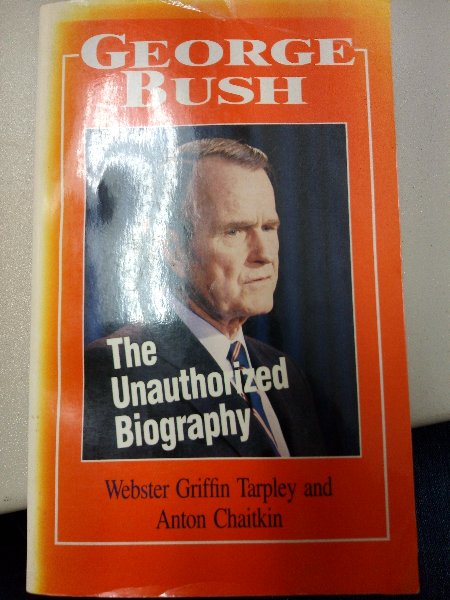 GEORGE
BUSH
The
Unauthorized
Biography
Webster Griffin Tarpley and
Anton Chaitkin